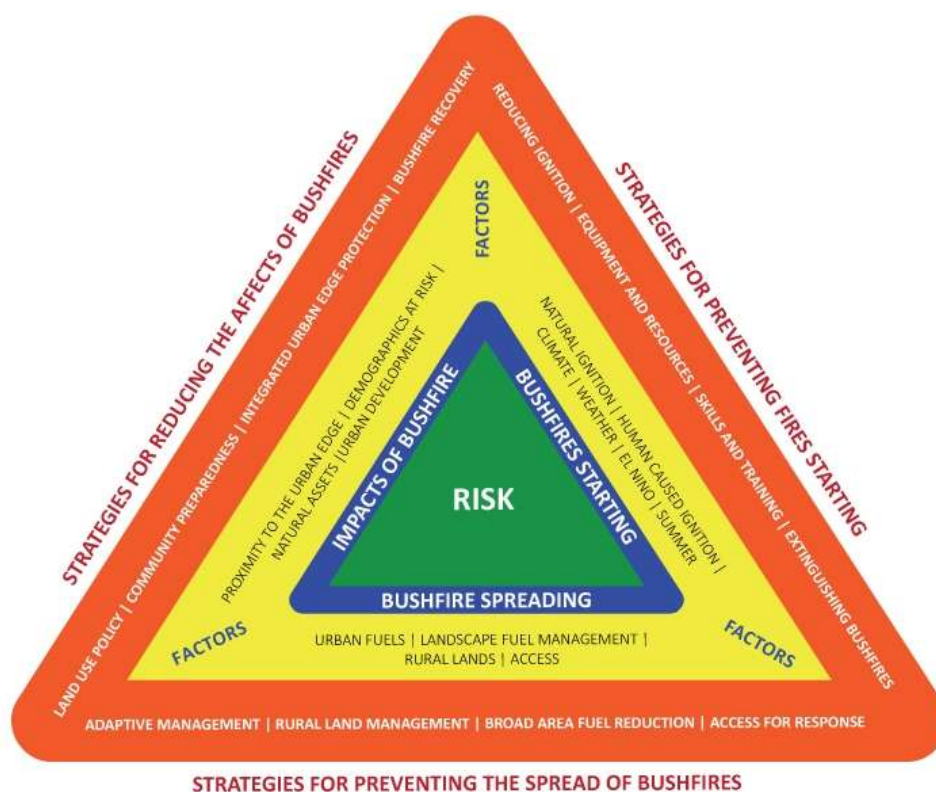 STRATEGIES FOR REDUCING THE AFFECTS OF BUSHFIRES
LAND USE POLICY | COMMUNITY PREPAREDNESS | INTEGRATED URBAN EDGE PROTECTION | BUSHFIRE RECOVERY
REDUCING IGNITION | EQUIPMENT AND RESOURCES | SKILLS AND TRAINING | EXTINGUISHING BUSHFIRES
STRATEGIES FOR PREVENTING FIRES STARTING
FACTORS
PROXIMITY TO THE URBAN EDGE | DEMOGRAPHICS AT RISK |
NATURAL ASSETS |URBAN DEVELOPMENT
NATURAL IGNITION | HUMAN CAUSED IGNITION |
CLIMATE | WEATHER | EL NINO | SUMMER
IMPACTS OF BUSHFIRE
BUSHFIRES STARTING
RISK
BUSHFIRE SPREADING
FACTORS
URBAN FUELS | LANDSCAPE FUEL MANAGEMENT |
RURAL LANDS | ACCESS
FACTORS
ADAPTIVE MANAGEMENT | RURAL LAND MANAGEMENT | BROAD AREA FUEL REDUCTION | ACCESS FOR RESPONSE
STRATEGIES FOR PREVENTING THE SPREAD OF BUSHFIRES